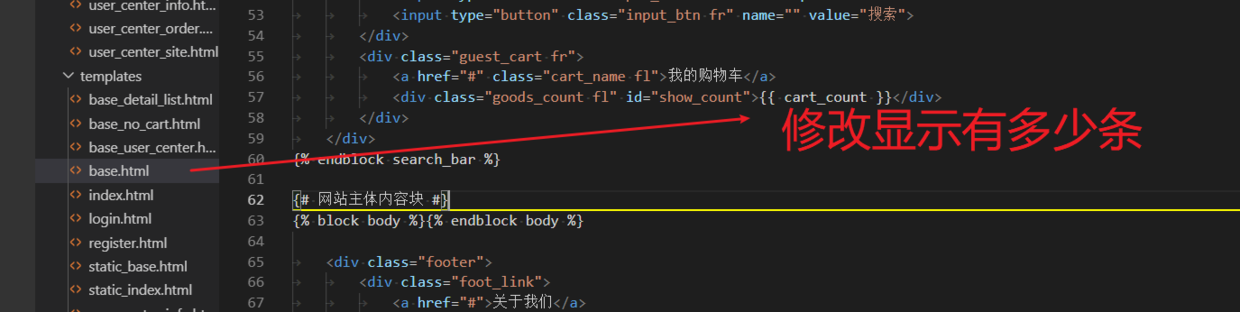 user_center_info.ht...
user_center_order....
user_center_site.html
templates
base_detail_list.html
base_no_cart.html
base_user_center.h...
base.html
index.html
login.html
register.html
static_base.html
static_index.html
53 <input type="button" class="input_btn fr" name="" value="搜索">
54 </div>
55 <div class="guest_cart fr">
56 <a href="#" class="cart_name fl">我的购物车</a>
57 <div class="goods_count fl" id="show_count">{{ cart_count }}</div>
58 </div>
59 </div>
60 {% endblock search_bar %}
61
62 {# 网站主体内容块 #}
63 {% block body %}{% endblock body %}
64
65 <div class="footer">
66 <div class="foot_link">
67 <a href="#">关于我们</a>
修改显示有多少条